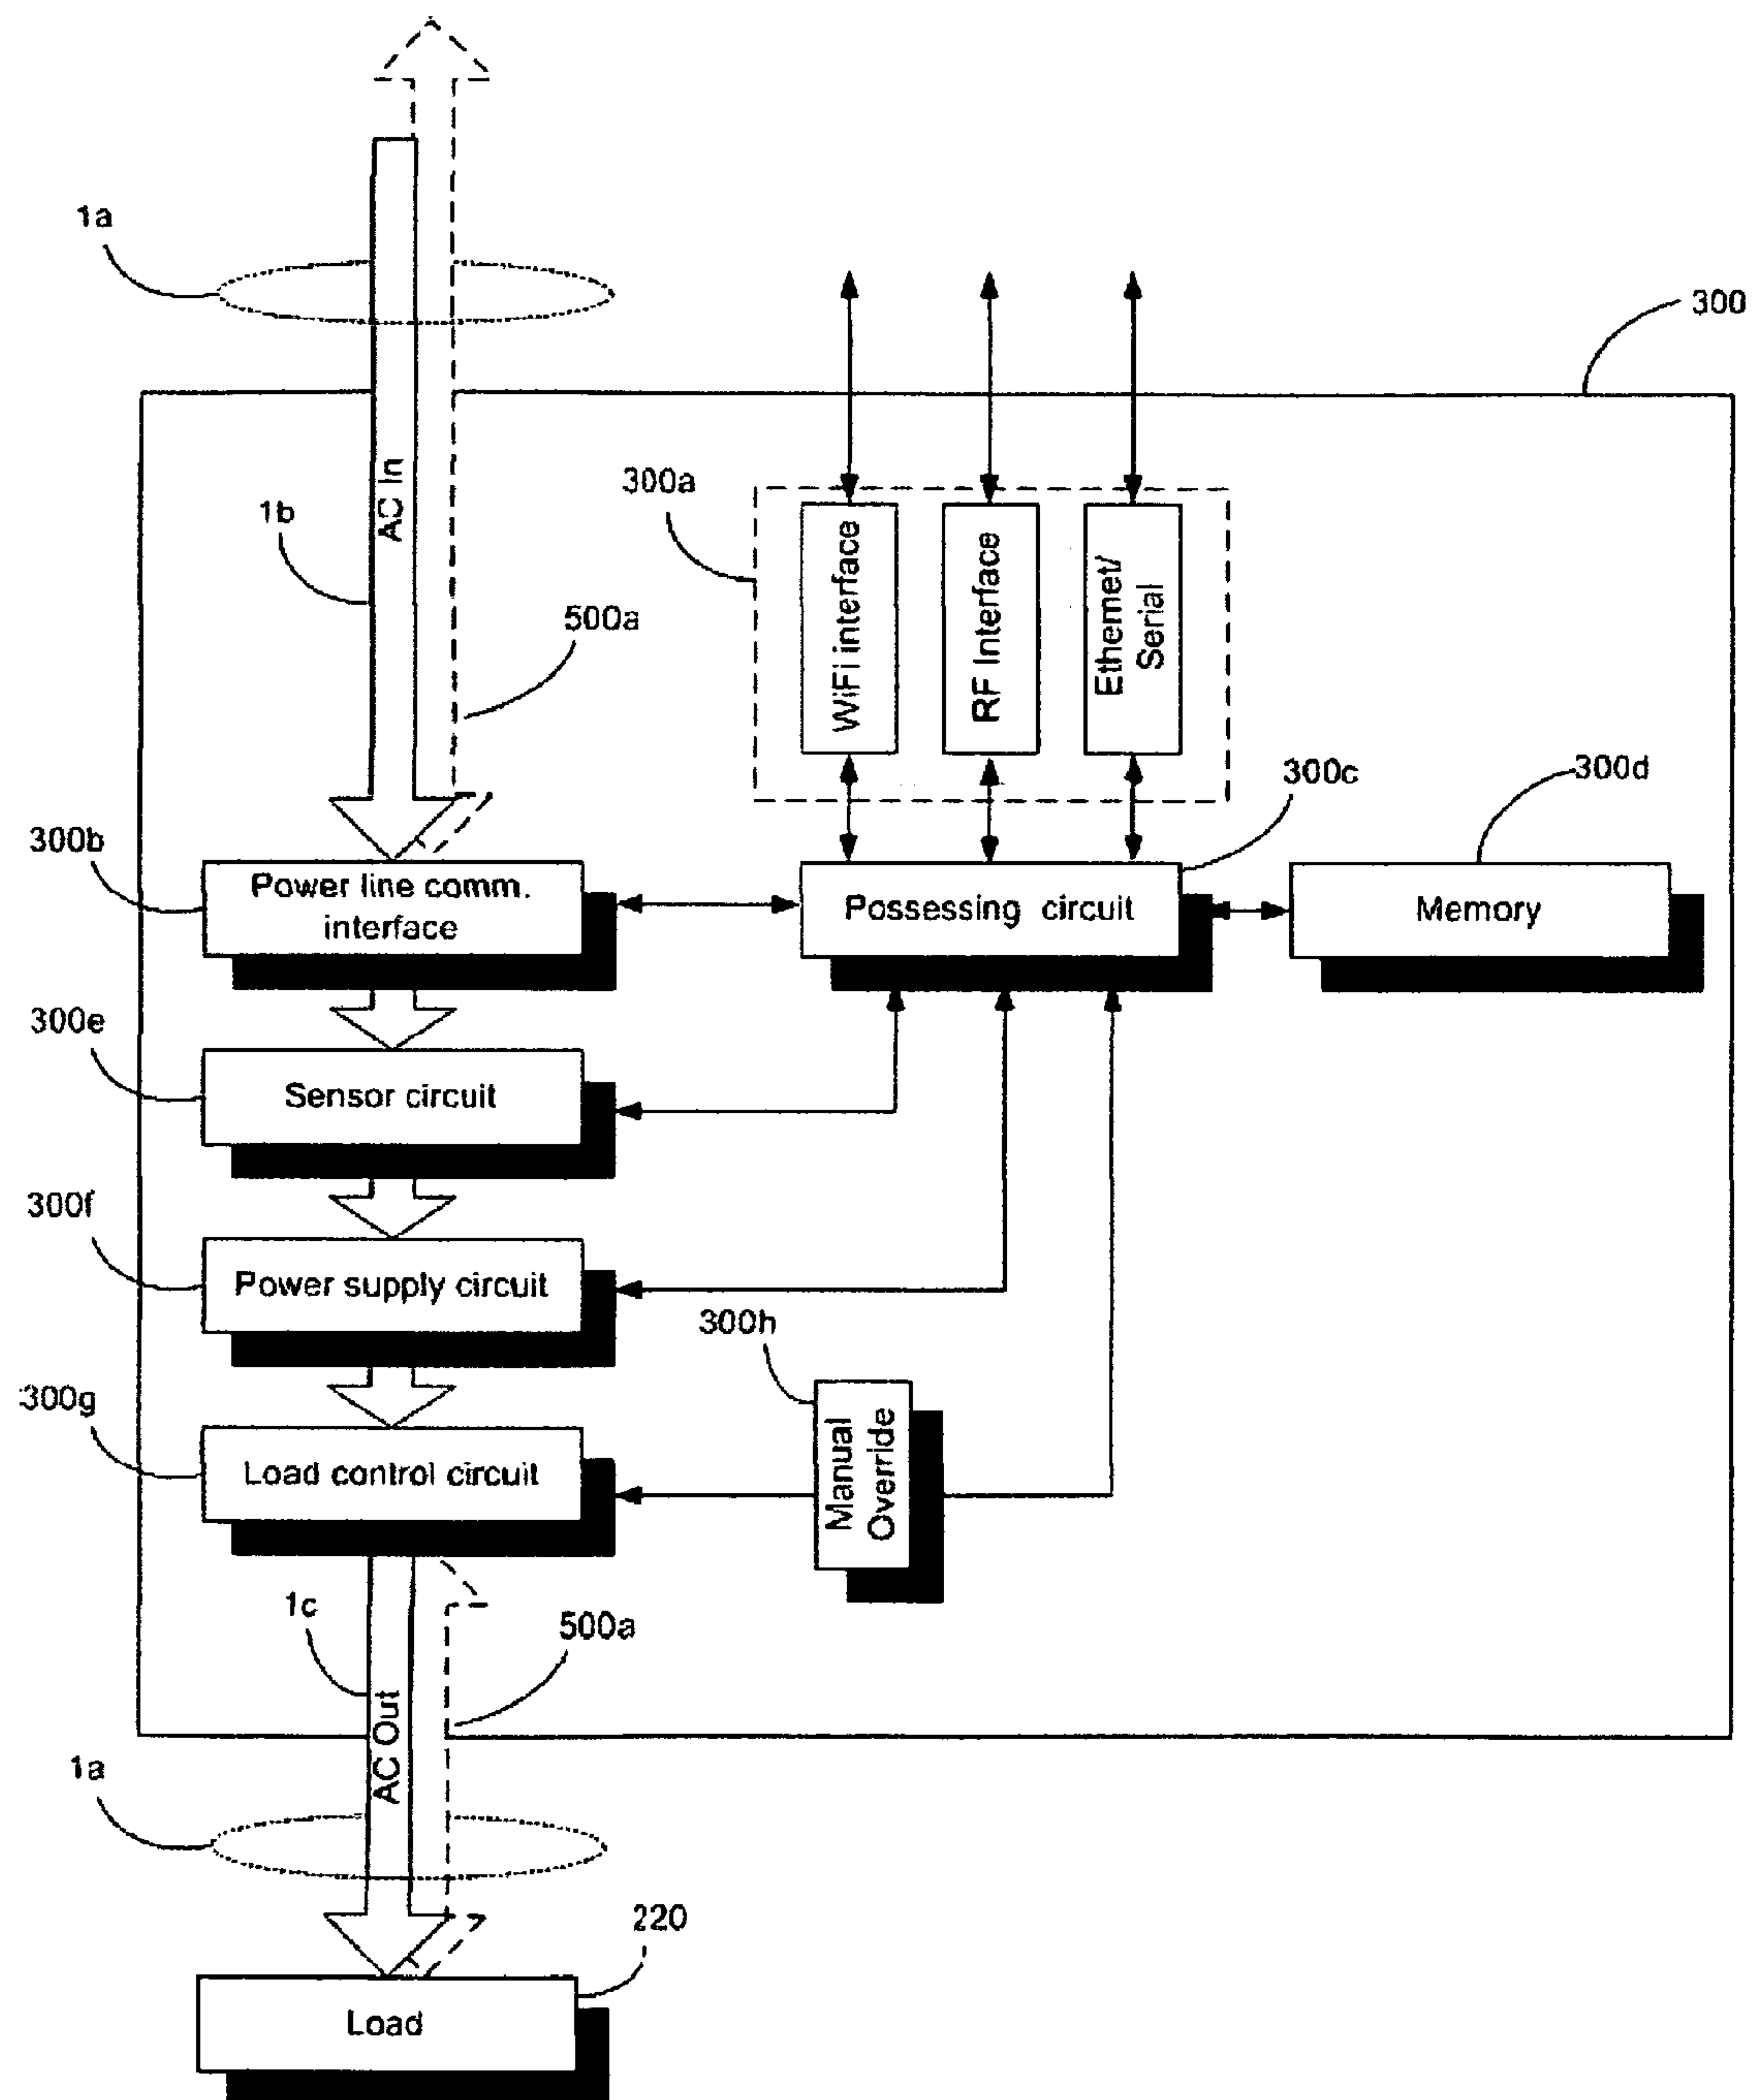 1a
300
AC In
1b
500a
300a
WiFi interface
RF Interface
Ethernet/
Serial
300c
300d
300b
Power line comm.
interface
Possessing circuit
Memory
300e
Sensor circuit
300f
Power supply circuit
300h
300g
Load control circuit
Manual
Override
1c
500a
AC Out
1a
220
Load